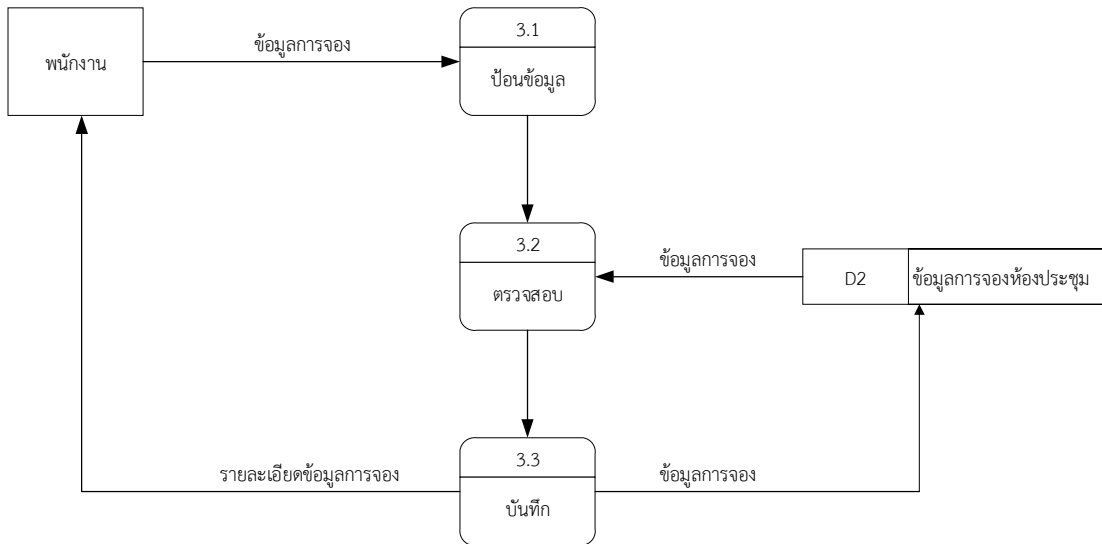 3.1
ข้อมูลการจอง
พนักงาน
ป้อนข้อมูล
3.2
ข้อมูลการจอง
D2
ข้อมูลการจองห้องประชุม
ตรวจสอบ
3.3
รายละเอียดข้อมูลการจอง
ข้อมูลการจอง
บันทึก